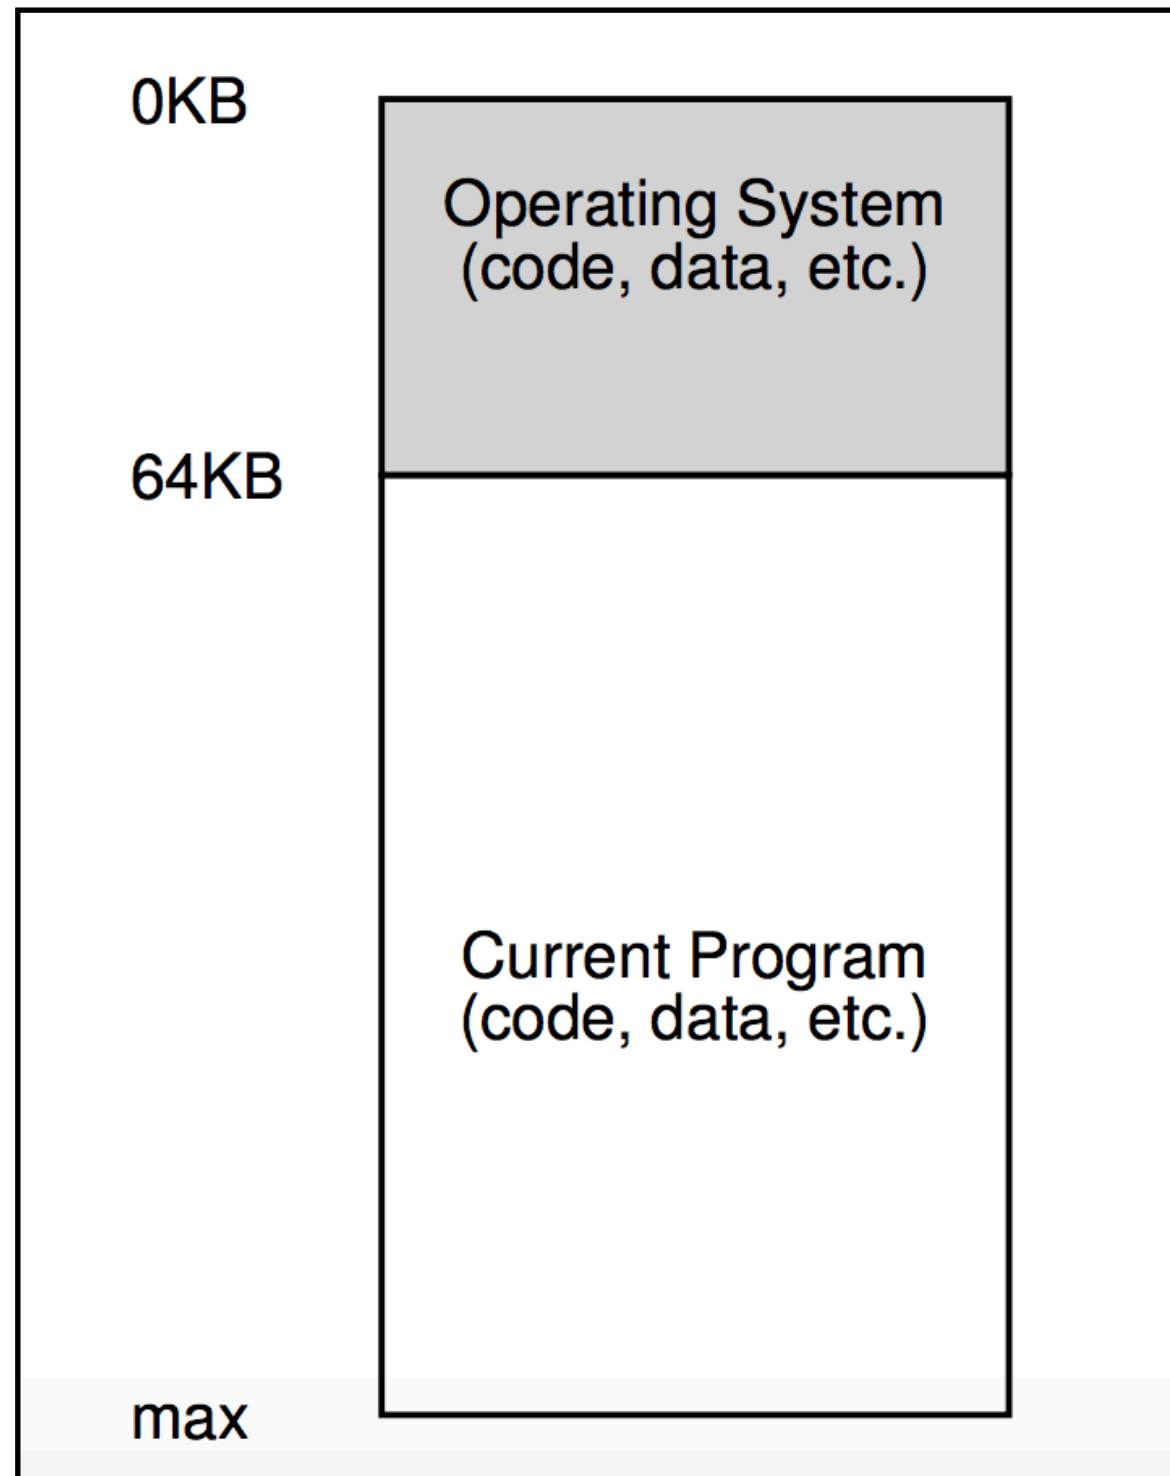 0KB
Operating System
(code, data, etc.)
64KB
Current Program
(code, data, etc.)
max